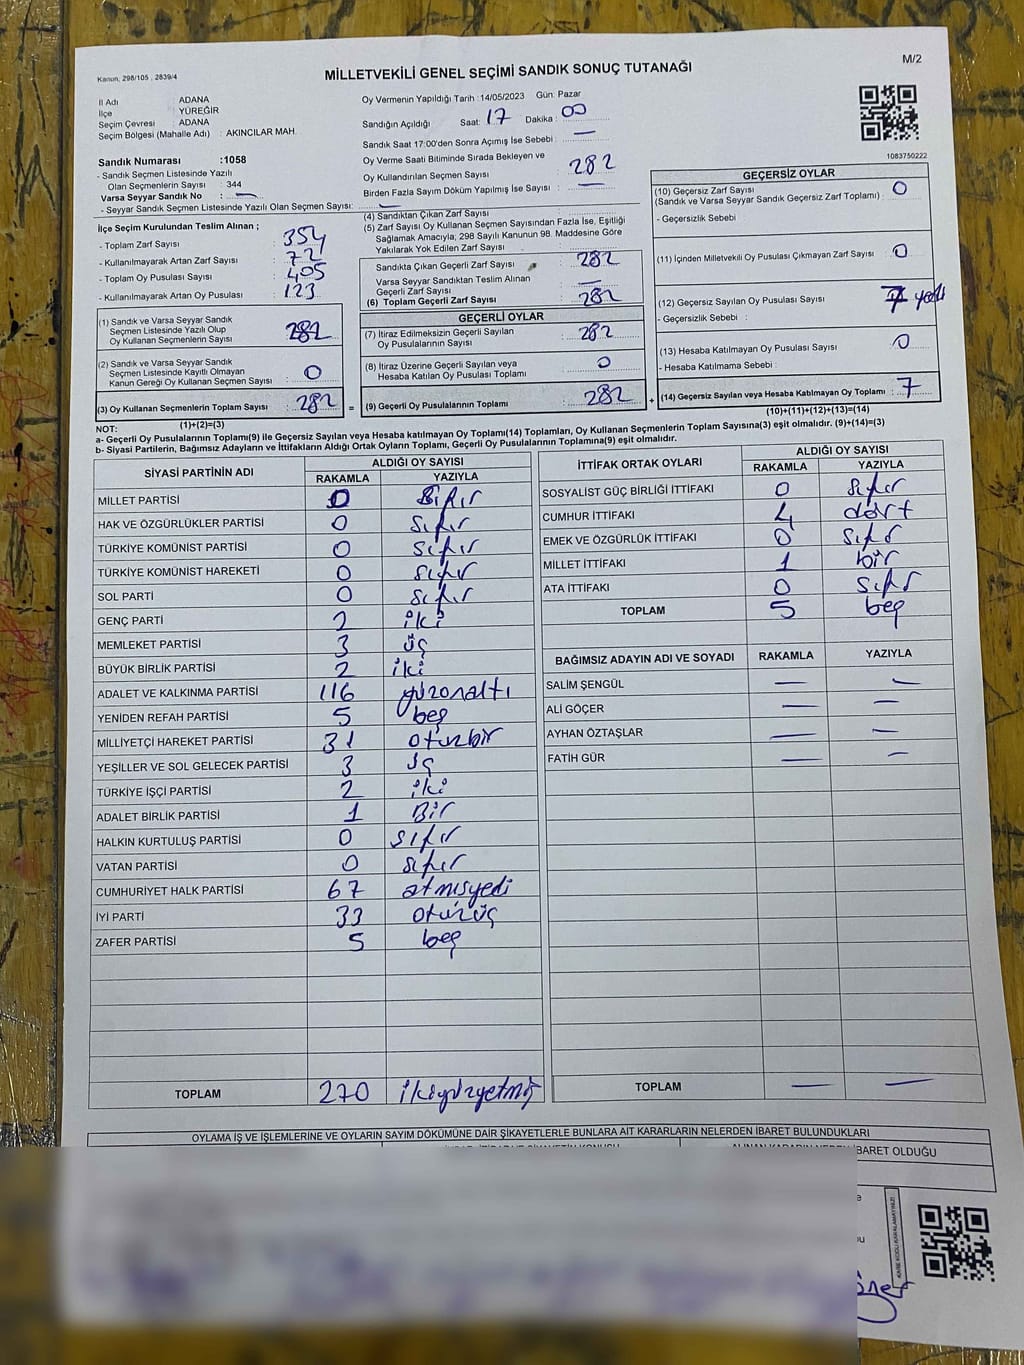 Kanun, 298/105 , 2839/4
MİLLETVEKİLİ GENEL SEÇİMİ SANDIK SONUÇ TUTANAĞI
M/2
İl Adı : ADANA
İlçe : YÜREĞİR
Seçim Çevresi : ADANA
Seçim Bölgesi (Mahalle Adı) : AKINCILAR MAH.
Sandık Numarası :1058
- Sandık Seçmen Listesinde Yazılı
Olan Seçmenlerin Sayısı : 344
Varsa Seyyar Sandık No : —
- Seyyar Sandık Seçmen Listesinde Yazılı Olan Seçmen Sayısı: —
Oy Vermenin Yapıldığı Tarih :14/05/2023 Gün: Pazar
Sandığın Açıldığı Saat: 17 Dakika : 00
Sandık Saat 17:00'den Sonra Açımış İse Sebebi : —
Oy Verme Saati Bitiminde Sırada Bekleyen ve
Oy Kullandırılan Seçmen Sayısı : 282
Birden Fazla Sayım Döküm Yapılmış İse Sayısı : —
1083750222
İlçe Seçim Kurulundan Teslim Alınan ;
- Toplam Zarf Sayısı : 354
- Kullanılmayarak Artan Zarf Sayısı : 72
- Toplam Oy Pusulası Sayısı : 405
- Kullanılmayarak Artan Oy Pusulası : 123
(1) Sandık ve Varsa Seyyar Sandık
Seçmen Listesinde Yazılı Olup
Oy Kullanan Seçmenlerin Sayısı : 282
(2) Sandık ve Varsa Seyyar Sandık
Seçmen Listesinde Kayıtlı Olmayan
Kanun Gereği Oy Kullanan Seçmen Sayısı : 0
(3) Oy Kullanan Seçmenlerin Toplam Sayısı : 282
(1)+(2)=(3)
(4) Sandıktan Çıkan Zarf Sayısı :
(5) Zarf Sayısı Oy Kullanan Seçmen Sayısından Fazla İse, Eşitliği
Sağlamak Amacıyla; 298 Sayılı Kanunun 98. Maddesine Göre
Yakılarak Yok Edilen Zarf Sayısı :
Sandıkta Çıkan Geçerli Zarf Sayısı : 282
Varsa Seyyar Sandıktan Teslim Alınan
Geçerli Zarf Sayısı : —
(6) Toplam Geçerli Zarf Sayısı : 282
GEÇERLİ OYLAR
(7) İtiraz Edilmeksizin Geçerli Sayılan
Oy Pusulalarının Sayısı : 282
(8) İtiraz Üzerine Geçerli Sayılan veya
Hesaba Katılan Oy Pusulası Toplamı : 0
= (9) Geçerli Oy Pusulalarının Toplamı : 282 +
GEÇERSİZ OYLAR
(10) Geçersiz Zarf Sayısı
(Sandık ve Varsa Seyyar Sandık Geçersiz Zarf Toplamı) : 0
- Geçersizlik Sebebi :
(11) İçinden Milletvekili Oy Pusulası Çıkmayan Zarf Sayısı : 0
(12) Geçersiz Sayılan Oy Pusulası Sayısı : 7 yedi
- Geçersizlik Sebebi :
(13) Hesaba Katılmayan Oy Pusulası Sayısı : 0
- Hesaba Katılmama Sebebi :
(14) Geçersiz Sayılan veya Hesaba Katılmayan Oy Toplamı : 7
(10)+(11)+(12)+(13)=(14)
NOT:
a- Geçerli Oy Pusulalarının Toplamı(9) ile Geçersiz Sayılan veya Hesaba katılmayan Oy Toplamı(14) Toplamları, Oy Kullanan Seçmenlerin Toplam Sayısına(3) eşit olmalıdır. (9)+(14)=(3)
b- Siyasi Partilerin, Bağımsız Adayların ve İttifakların Aldığı Ortak Oyların Toplamı, Geçerli Oy Pusulalarının Toplamına(9) eşit olmalıdır.
SİYASİ PARTİNİN ADI ALDIĞI OY SAYISI
RAKAMLA YAZIYLA
MİLLET PARTİSİ 0 Sıfır
HAK VE ÖZGÜRLÜKLER PARTİSİ 0 sıfır
TÜRKİYE KOMÜNİST PARTİSİ 0 sıfır
TÜRKİYE KOMÜNİST HAREKETİ 0 sıfır
SOL PARTİ 0 sıfır
GENÇ PARTİ 2 iki
MEMLEKET PARTİSİ 3 üç
BÜYÜK BİRLİK PARTİSİ 2 iki
ADALET VE KALKINMA PARTİSİ 116 yüzonaltı
YENİDEN REFAH PARTİSİ 5 beş
MİLLİYETÇİ HAREKET PARTİSİ 31 otuzbir
YEŞİLLER VE SOL GELECEK PARTİSİ 3 üç
TÜRKİYE İŞÇİ PARTİSİ 2 iki
ADALET BİRLİK PARTİSİ 1 Bir
HALKIN KURTULUŞ PARTİSİ 0 sıfır
VATAN PARTİSİ 0 sıfır
CUMHURİYET HALK PARTİSİ 67 atmışyedi
İYİ PARTİ 33 otuzüç
ZAFER PARTİSİ 5 beş
TOPLAM 270 ikiyüzyetmiş
İTTİFAK ORTAK OYLARI ALDIĞI OY SAYISI
RAKAMLA YAZIYLA
SOSYALİST GÜÇ BİRLİĞİ İTTİFAKI 0 sıfır
CUMHUR İTTİFAKI 4 dört
EMEK VE ÖZGÜRLÜK İTTİFAKI 0 sıfır
MİLLET İTTİFAKI 1 bir
ATA İTTİFAKI 0 sıfır
TOPLAM 5 beş
BAĞIMSIZ ADAYIN ADI VE SOYADI RAKAMLA YAZIYLA
SALİM ŞENGÜL — —
ALİ GÖÇER — —
AYHAN ÖZTAŞLAR — —
FATİH GÜR — —
TOPLAM — —
OYLAMA İŞ VE İŞLEMLERİNE VE OYLARIN SAYIM DÖKÜMÜNE DAİR ŞİKAYETLERLE BUNLARA AİT KARARLARIN NELERDEN İBARET BULUNDUKLARI
BARET OLDUĞU